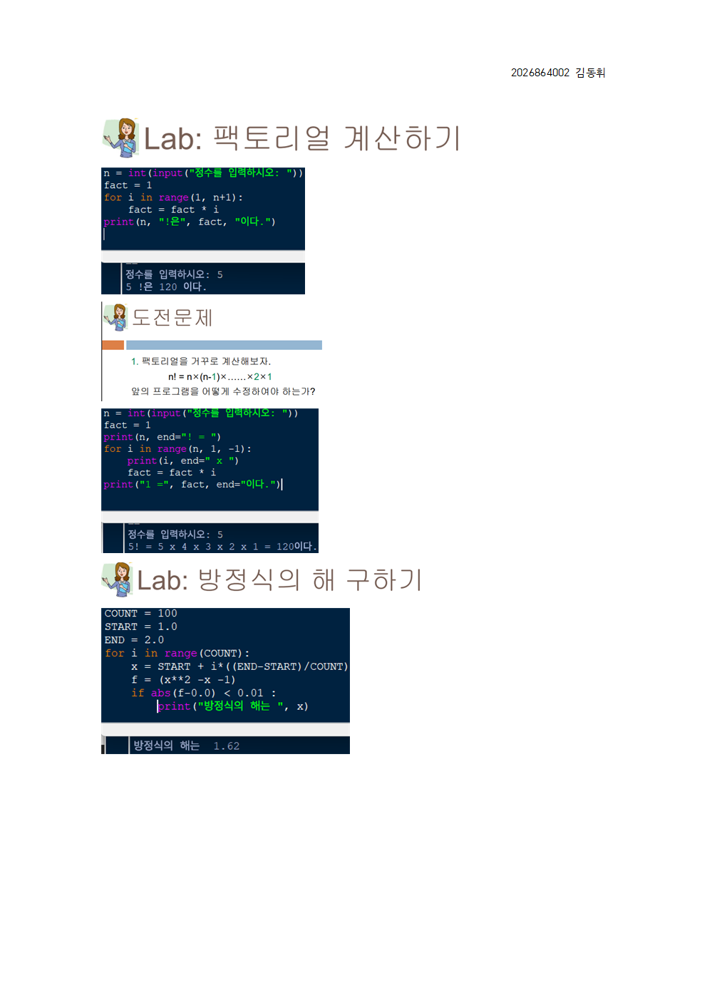 2026864002 김동휘
Lab: 팩토리얼 계산하기
n = int(input("정수를 입력하시오: "))
fact = 1
for i in range(1, n+1):
    fact = fact * i
print(n, "!은", fact, "이다.")
정수를 입력하시오: 5
5 !은 120 이다.
도전문제
1. 팩토리얼을 거꾸로 계산해보자.
n! = n×(n-1)×……×2×1
앞의 프로그램을 어떻게 수정하여야 하는가?
n = int(input("정수를 입력하시오: "))
fact = 1
print(n, end="! = ")
for i in range(n, 1, -1):
    print(i, end=" x ")
    fact = fact * i
print("1 =", fact, end="이다.")
정수를 입력하시오: 5
5! = 5 x 4 x 3 x 2 x 1 = 120이다.
Lab: 방정식의 해 구하기
COUNT = 100
START = 1.0
END = 2.0
for i in range(COUNT):
    x = START + i*((END-START)/COUNT)
    f = (x**2 -x -1)
    if abs(f-0.0) < 0.01 :
        print("방정식의 해는 ", x)
방정식의 해는  1.62